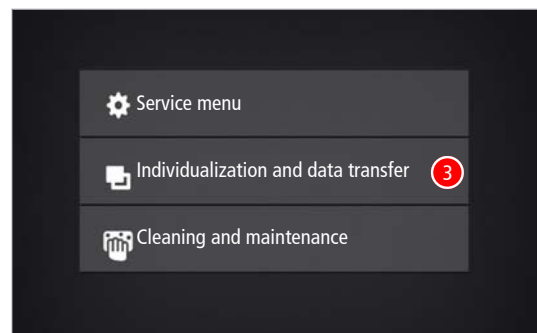 Service menu
Individualization and data transfer 3
Cleaning and maintenance